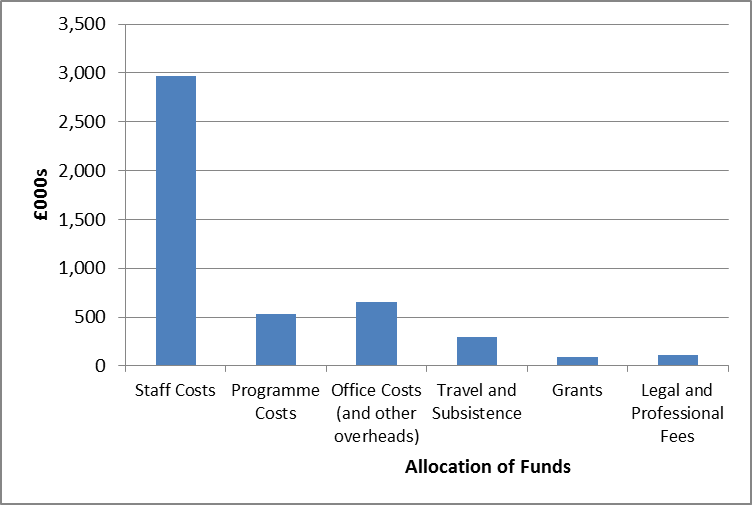 3,500
3,000
2,500
2,000
1,500
1,000
500
0
£000s
Staff Costs
Programme
Costs
Office Costs
(and other
overheads)
Travel and
Subsistence
Grants
Legal and
Professional
Fees
Allocation of Funds